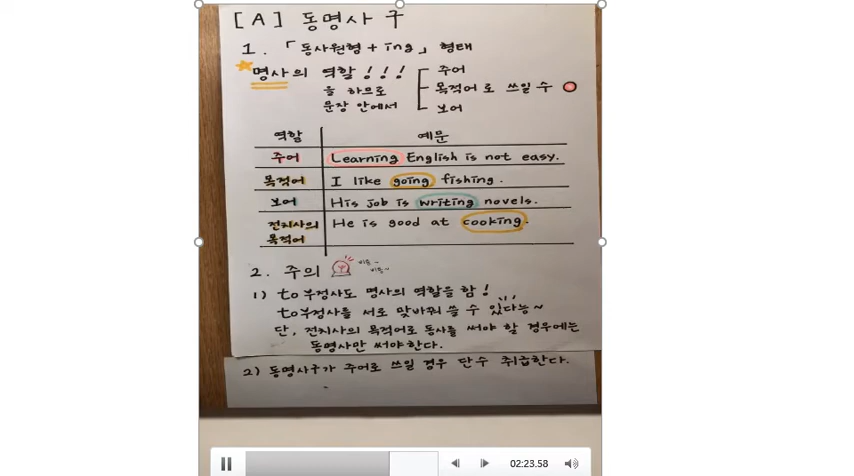 [A] 동명사 구
1. 「동사원형 + ing」 형태
명사의 역할!!! 주어
을 하므로 목적어로 쓰일 수
문장 안에서 보어
역할 예문
주어 Learning English is not easy.
목적어 I like going fishing.
보어 His job is writing novels.
전치사의 He is good at cooking.
목적어
2. 주의
1) to부정사도 명사의 역할을 함!
to부정사를 서로 맞바꿔 쓸 수 있다능~
단, 전치사의 목적어로 동사를 써야 할 경우에는
동명사만 써야한다.
2) 동명사구가 주어로 쓰일 경우 단수 취급한다.
02:23.58